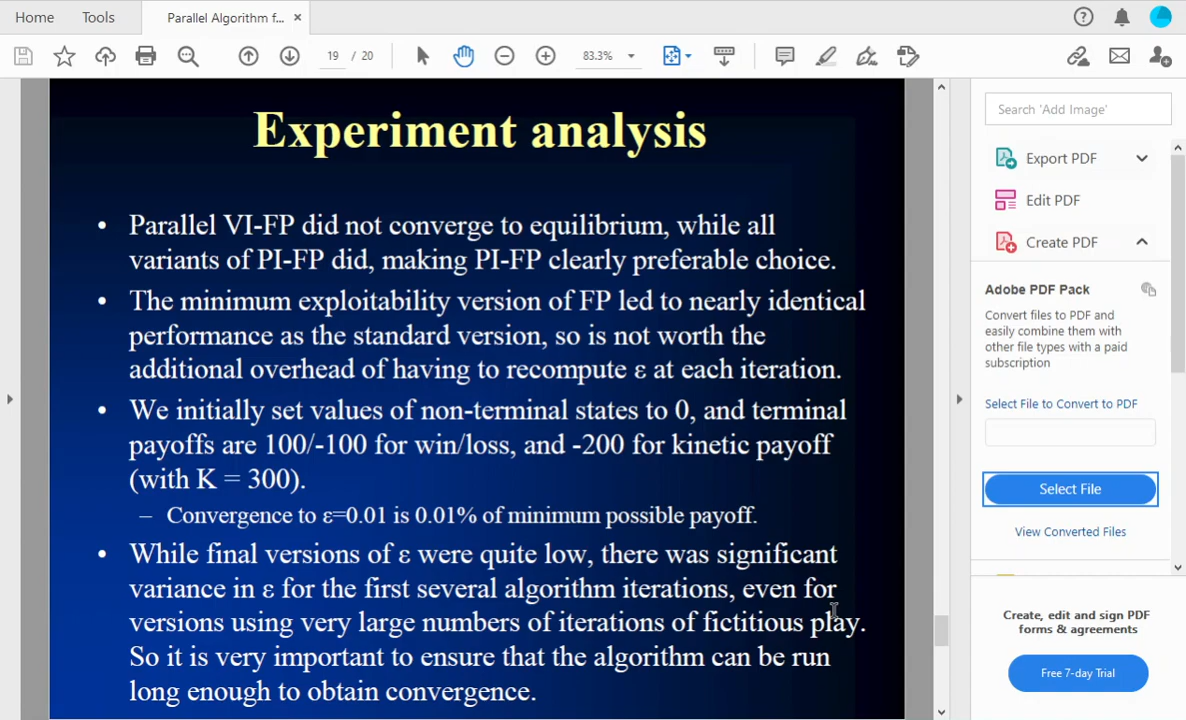 Home
Tools
Parallel Algorithm f...
19 / 20
83.3%
Experiment analysis
• Parallel VI-FP did not converge to equilibrium, while all
variants of PI-FP did, making PI-FP clearly preferable choice.
• The minimum exploitability version of FP led to nearly identical
performance as the standard version, so is not worth the
additional overhead of having to recompute ε at each iteration.
• We initially set values of non-terminal states to 0, and terminal
payoffs are 100/-100 for win/loss, and -200 for kinetic payoff
(with K = 300).
– Convergence to ε=0.01 is 0.01% of minimum possible payoff.
• While final versions of ε were quite low, there was significant
variance in ε for the first several algorithm iterations, even for
versions using very large numbers of iterations of fictitious play.
So it is very important to ensure that the algorithm can be run
long enough to obtain convergence.
Search 'Add Image'
Export PDF
Edit PDF
Create PDF
Adobe PDF Pack
Convert files to PDF and
easily combine them with
other file types with a paid
subscription
Select File to Convert to PDF
Select File
View Converted Files
Create, edit and sign PDF
forms & agreements
Free 7-day Trial